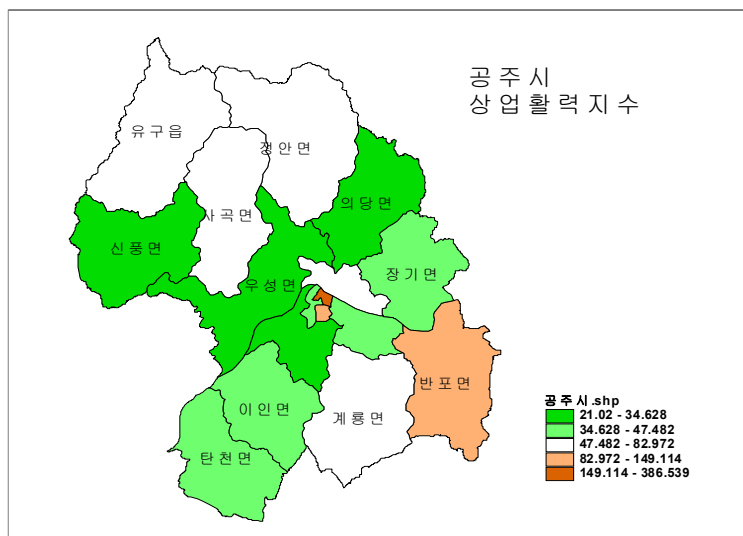 공주시
상업활력지수
유구읍
정안면
사곡면
의당면
신풍면
장기면
우성면
반포면
이인면
계룡면
탄천면
공주시.shp
21.02 - 34.628
34.628 - 47.482
47.482 - 82.972
82.972 - 149.114
149.114 - 386.539